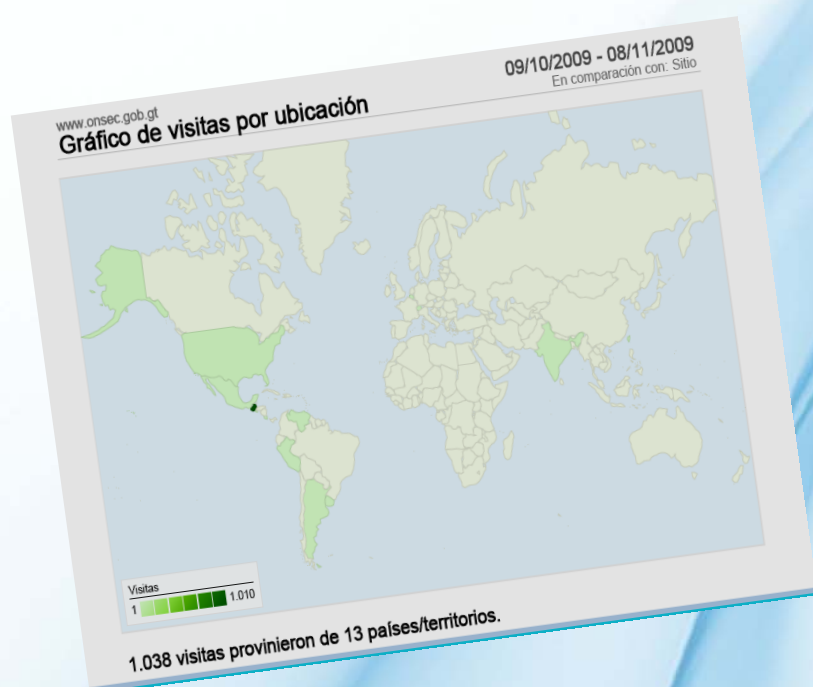 www.onsec.gob.gt
Gráfico de visitas por ubicación
09/10/2009 - 08/11/2009
En comparación con: Sitio
Visitas
1 1.010
1.038 visitas provinieron de 13 países/territorios.